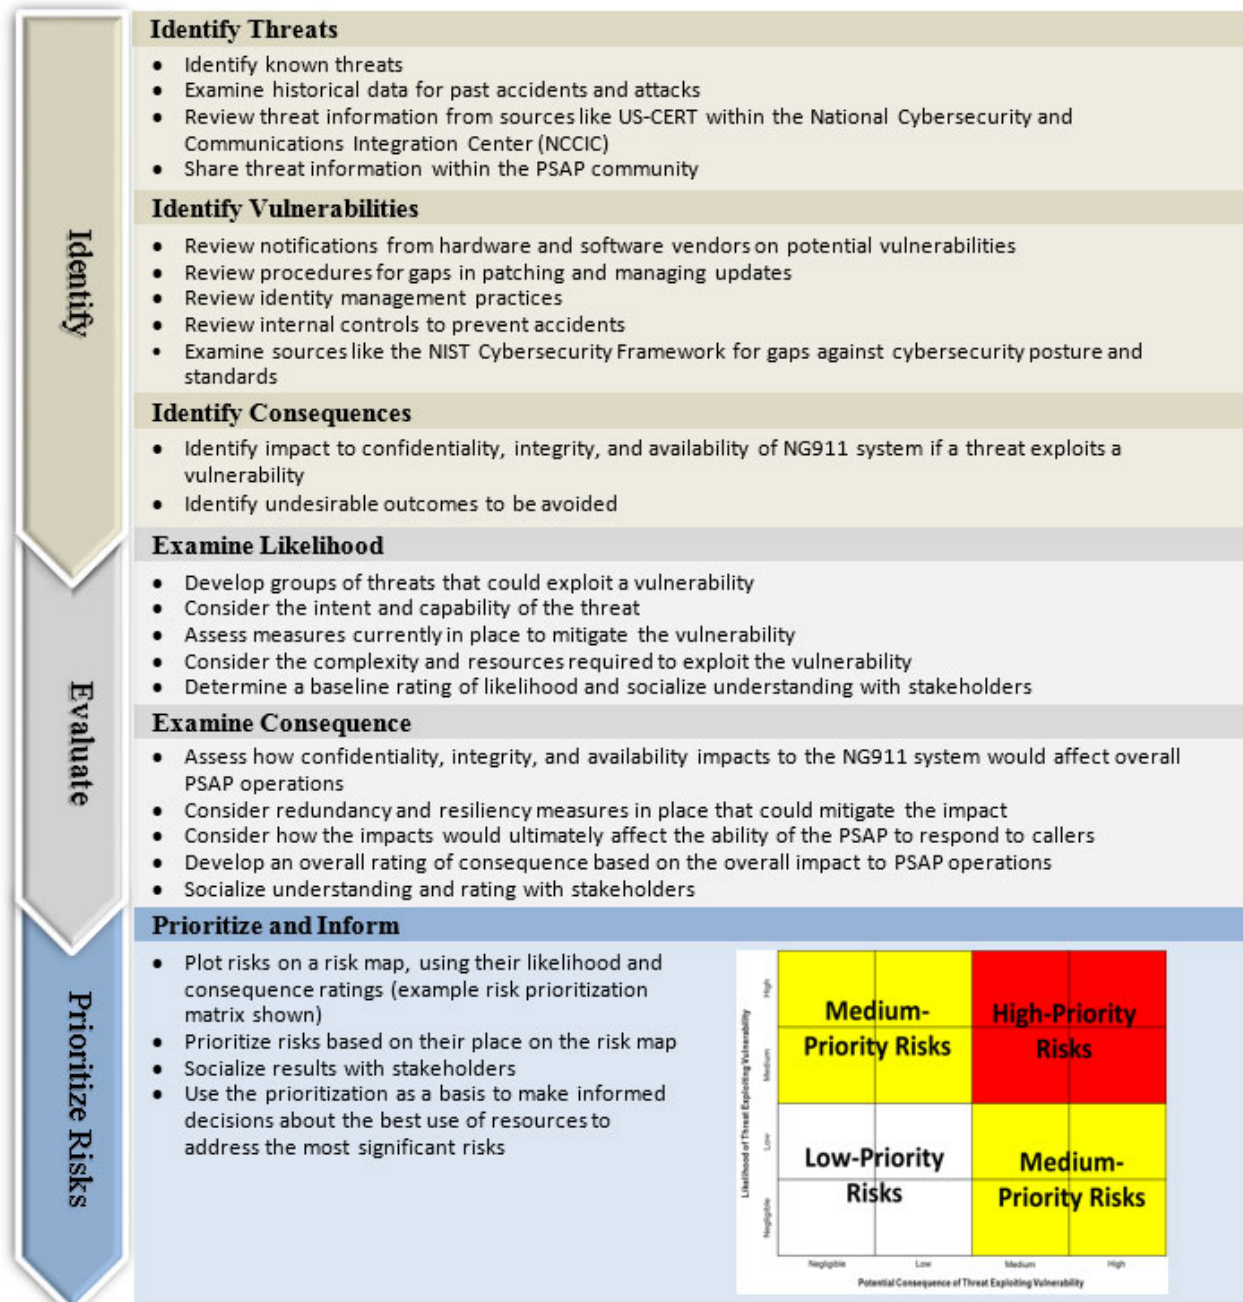 Identify
Identify Threats
• Identify known threats
• Examine historical data for past accidents and attacks
• Review threat information from sources like US-CERT within the National Cybersecurity and
Communications Integration Center (NCCIC)
• Share threat information within the PSAP community
Identify Vulnerabilities
• Review notifications from hardware and software vendors on potential vulnerabilities
• Review procedures for gaps in patching and managing updates
• Review identity management practices
• Review internal controls to prevent accidents
• Examine sources like the NIST Cybersecurity Framework for gaps against cybersecurity posture and
standards
Identify Consequences
• Identify impact to confidentiality, integrity, and availability of NG911 system if a threat exploits a
vulnerability
• Identify undesirable outcomes to be avoided
Evaluate
Examine Likelihood
• Develop groups of threats that could exploit a vulnerability
• Consider the intent and capability of the threat
• Assess measures currently in place to mitigate the vulnerability
• Consider the complexity and resources required to exploit the vulnerability
• Determine a baseline rating of likelihood and socialize understanding with stakeholders
Examine Consequence
• Assess how confidentiality, integrity, and availability impacts to the NG911 system would affect overall
PSAP operations
• Consider redundancy and resiliency measures in place that could mitigate the impact
• Consider how the impacts would ultimately affect the ability of the PSAP to respond to callers
• Develop an overall rating of consequence based on the overall impact to PSAP operations
• Socialize understanding and rating with stakeholders
Prioritize Risks
Prioritize and Inform
• Plot risks on a risk map, using their likelihood and
consequence ratings (example risk prioritization
matrix shown)
• Prioritize risks based on their place on the risk map
• Socialize results with stakeholders
• Use the prioritization as a basis to make informed
decisions about the best use of resources to
address the most significant risks
Likelihood of Threat Exploiting Vulnerability
High
Medium
Low
Negligible
Medium-
Priority Risks
High-Priority
Risks
Low-Priority
Risks
Medium-
Priority Risks
Negligible
Low
Medium
High
Potential Consequence of Threat Exploiting Vulnerability